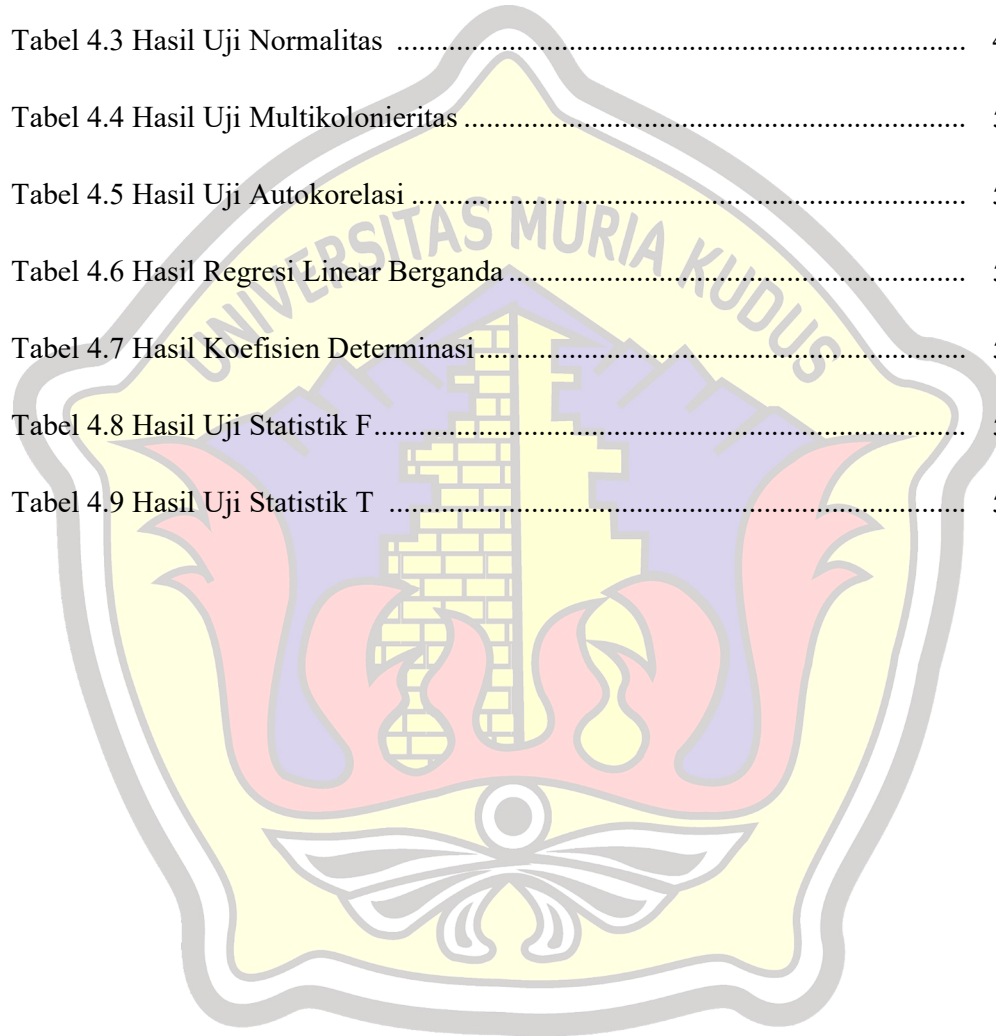 Tabel 4.3 Hasil Uji Normalitas ................................................................................
Tabel 4.4 Hasil Uji Multikolonieritas ................................................................................
Tabel 4.5 Hasil Uji Autokorelasi ................................................................................
Tabel 4.6 Hasil Regresi Linear Berganda ................................................................................
Tabel 4.7 Hasil Koefisien Determinasi ................................................................................
Tabel 4.8 Hasil Uji Statistik F ................................................................................
Tabel 4.9 Hasil Uji Statistik T ................................................................................
UNIVERSITAS MURIA KUDUS